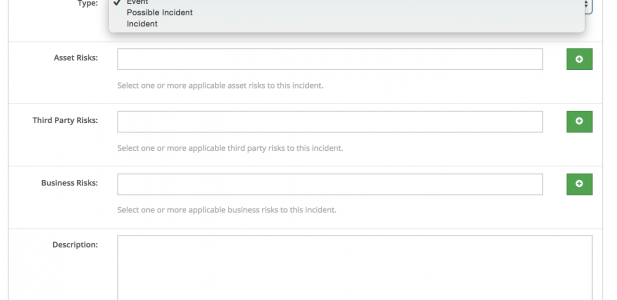 Type:
Event
Possible Incident
Incident
Asset Risks:
Select one or more applicable asset risks to this incident.
Third Party Risks:
Select one or more applicable third party risks to this incident.
Business Risks:
Select one or more applicable business risks to this incident.
Description: